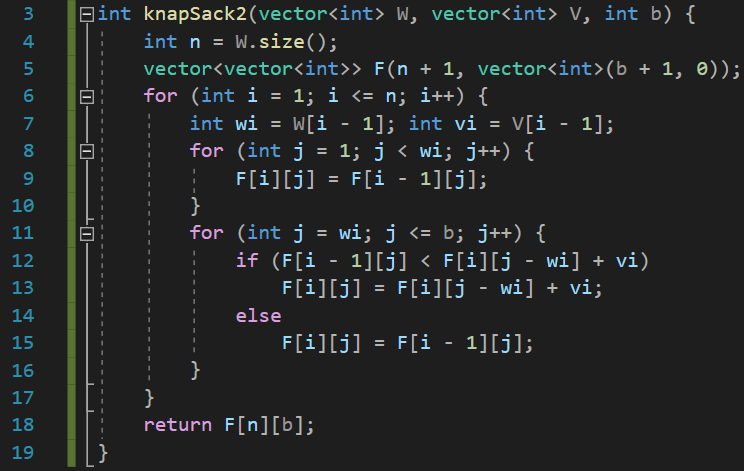 3 int knapSack2(vector<int> W, vector<int> V, int b) {
4     int n = W.size();
5     vector<vector<int>> F(n + 1, vector<int>(b + 1, 0));
6     for (int i = 1; i <= n; i++) {
7         int wi = W[i - 1]; int vi = V[i - 1];
8         for (int j = 1; j < wi; j++) {
9             F[i][j] = F[i - 1][j];
10         }
11         for (int j = wi; j <= b; j++) {
12             if (F[i - 1][j] < F[i][j - wi] + vi)
13                 F[i][j] = F[i][j - wi] + vi;
14             else
15                 F[i][j] = F[i - 1][j];
16         }
17     }
18     return F[n][b];
19 }